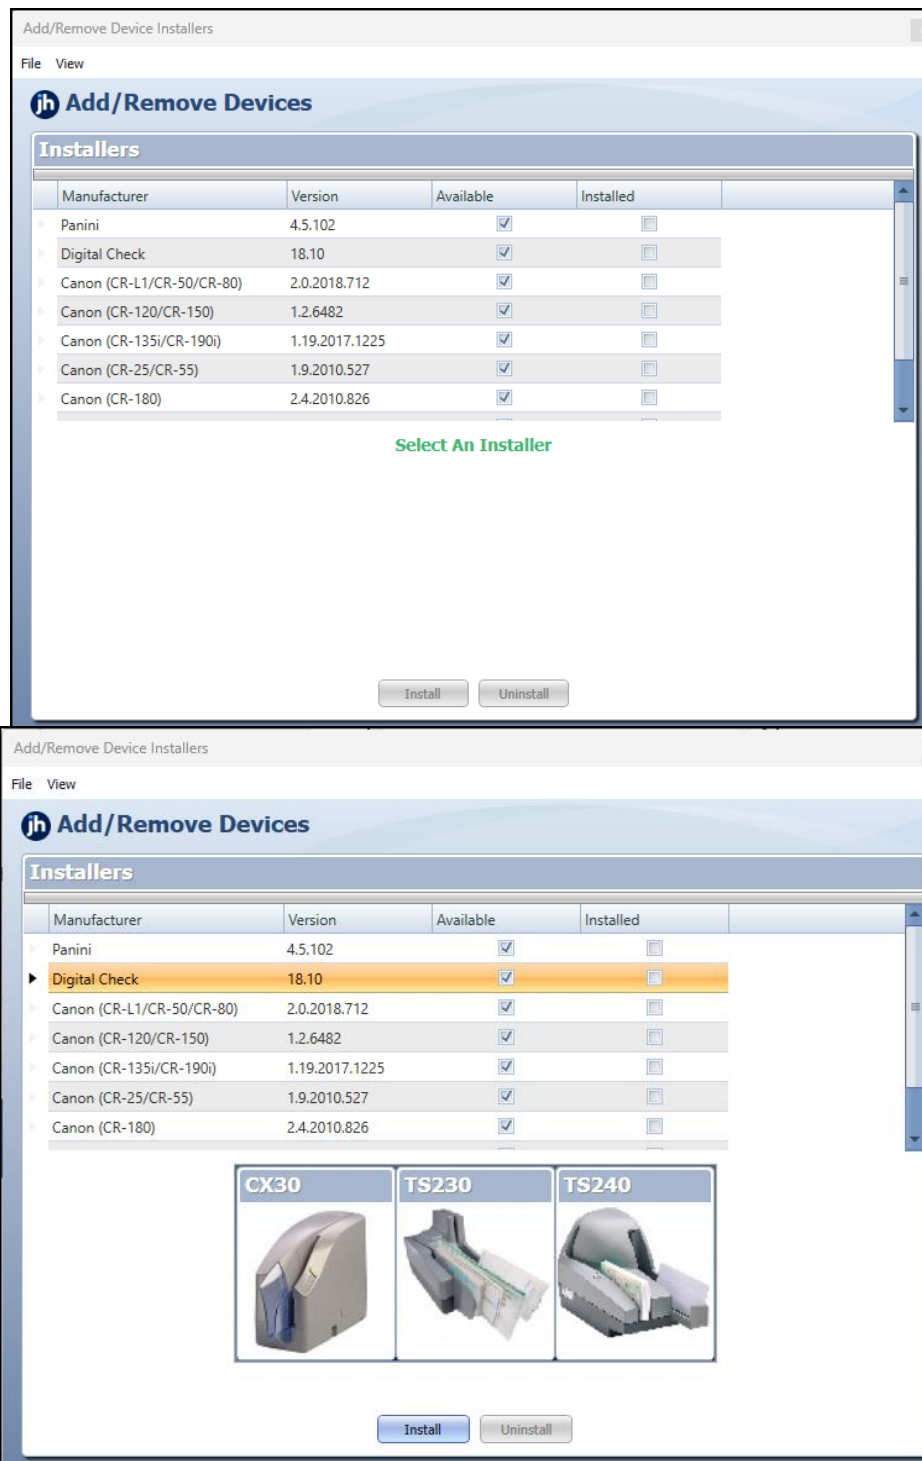 Add/Remove Device Installers
File View
jh Add/Remove Devices
Installers
Manufacturer Version Available Installed
Panini 4.5.102
Digital Check 18.10
Canon (CR-L1/CR-50/CR-80) 2.0.2018.712
Canon (CR-120/CR-150) 1.2.6482
Canon (CR-135i/CR-190i) 1.19.2017.1225
Canon (CR-25/CR-55) 1.9.2010.527
Canon (CR-180) 2.4.2010.826
Select An Installer
Install Uninstall
Add/Remove Device Installers
File View
jh Add/Remove Devices
Installers
Manufacturer Version Available Installed
Panini 4.5.102
Digital Check 18.10
Canon (CR-L1/CR-50/CR-80) 2.0.2018.712
Canon (CR-120/CR-150) 1.2.6482
Canon (CR-135i/CR-190i) 1.19.2017.1225
Canon (CR-25/CR-55) 1.9.2010.527
Canon (CR-180) 2.4.2010.826
CX30 TS230 TS240
Install Uninstall